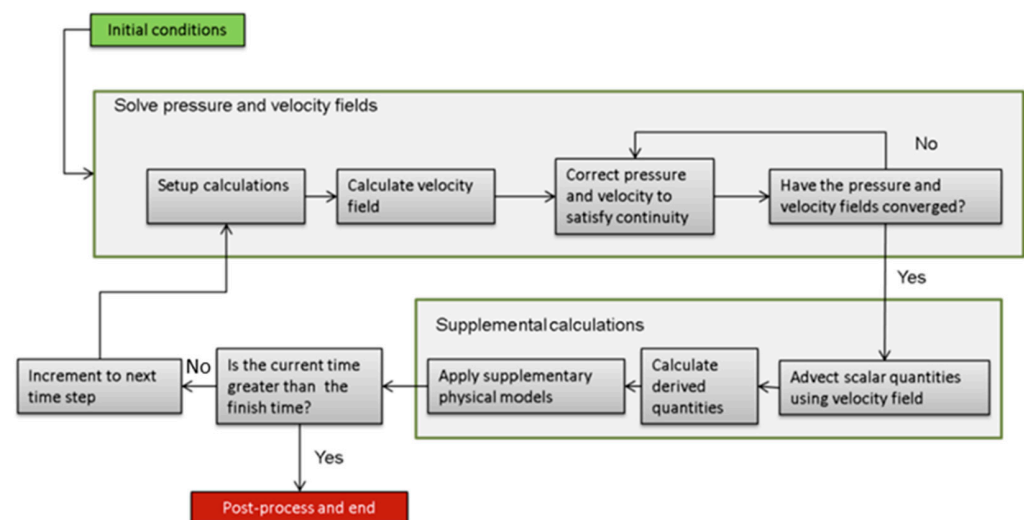 Initial conditions
Solve pressure and velocity fields
No
Setup calculations
Calculate velocity
field
Correct pressure
and velocity to
satisfy continuity
Have the pressure and
velocity fields converged?
Yes
Supplemental calculations
Advect scalar quantities
using velocity field
Calculate
derived
quantities
Apply supplementary
physical models
Is the current time
greater than the
finish time?
No
Increment to next
time step
Yes
Post-process and end